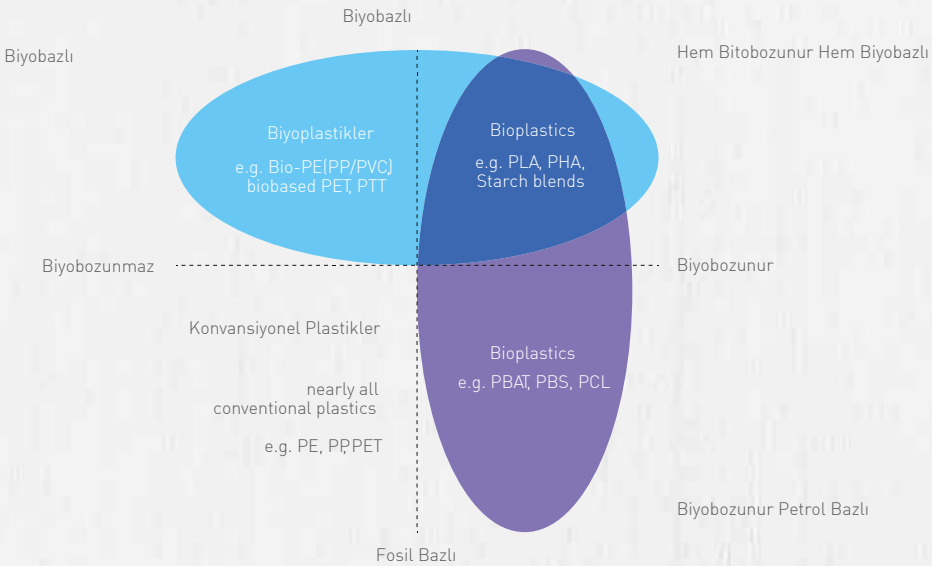 Biyobazlı
Biyobazlı
Hem Bitobozunur Hem Biyobazlı
Biyoplastikler
e.g. Bio-PE(PP/PVC)
biobased PET, PTT
Bioplastics
e.g. PLA, PHA,
Starch blends
Biyobozunmaz
Biyobozunur
Konvansiyonel Plastikler
nearly all
conventional plastics
e.g. PE, PP, PET
Bioplastics
e.g. PBAT, PBS, PCL
Biyobozunur Petrol Bazlı
Fosil Bazlı